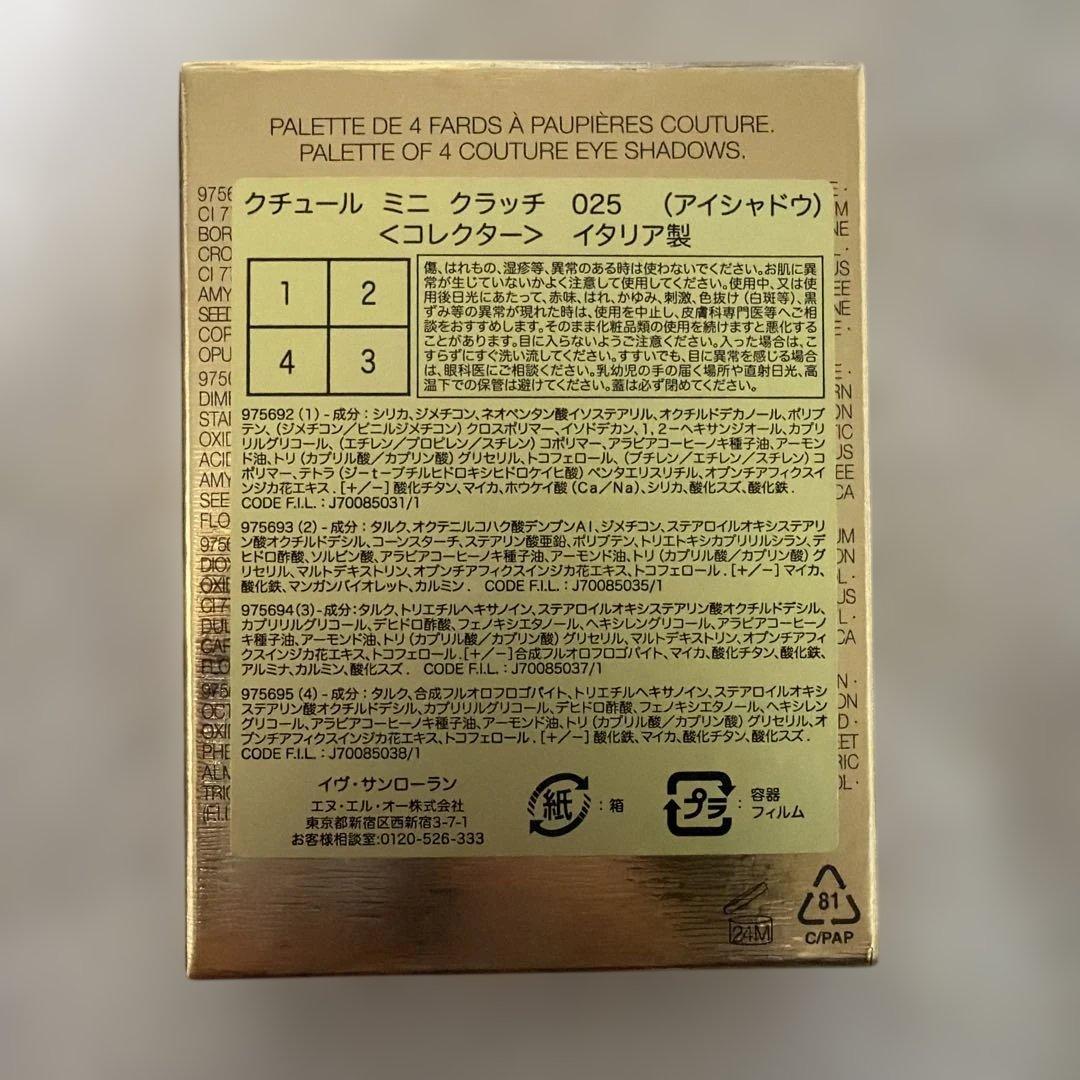 PALETTE DE 4 FARDS À PAUPIÈRES COUTURE.
PALETTE OF 4 COUTURE EYE SHADOWS.
クチュール ミニ クラッチ 025 (アイシャドウ)
<コレクター> イタリア製
1 2
4 3
傷、はれもの、湿疹等、異常のある時は使わないでください。お肌に異
常が生じていないかよく注意して使用してください。使用中、又は使
用後日光にあたって、赤味、はれ、かゆみ、刺激、色抜け(白斑等)、黒
ずみ等の異常が現れた時は、使用を中止し、皮膚科専門医等へご相
談をおすすめします。そのまま化粧品類の使用を続けますと悪化する
ことがあります。目に入らないようご注意ください。入った場合は、こ
すらずにすぐ洗い流してください。すすいでも、目に異常を感じる場合
は、眼科医にご相談ください。乳幼児の手の届く場所や直射日光、高
温下での保管は避けてください。蓋は必ず閉めてください。
975692 (1) - 成分:シリカ、ジメチコン、ネオペンタン酸イソステアリル、オクチルドデカノール、ポリブ
テン、(ジメチコン/ビニルジメチコン) クロスポリマー、イソドデカン、1, 2-ヘキサンジオール、カプリ
リルグリコール、(エチレン/プロピレン/スチレン) コポリマー、アラビアコーヒーノキ種子油、アーモン
ド油、トリ(カプリル酸/カプリン酸) グリセリル、トコフェロール、(ブチレン/エチレン/スチレン) コ
ポリマー、テトラ (ジーtーブチルヒドロキシヒドロケイヒ酸) ペンタエリスリチル、オプンチアフィクスイ
ンジカ花エキス . [+/-] 酸化チタン、マイカ、ホウケイ酸 (Ca/Na)、シリカ、酸化スズ、酸化鉄 .
CODE F.I.L. : J70085031/1
975693 (2) - 成分:タルク、オクテニルコハク酸デンプンAl、ジメチコン、ステアロイルオキシステアリ
ン酸オクチルドデシル、コーンスターチ、ステアリン酸亜鉛、ポリブテン、トリエトキシカプリリルシラン、デ
ヒドロ酢酸、ソルビン酸、アラビアコーヒーノキ種子油、アーモンド油、トリ (カプリル酸/カプリン酸) グ
リセリル、マルトデキストリン、オプンチアフィクスインジカ花エキス、トコフェロール . [+/-] マイカ、
酸化鉄、マンガンバイオレット、カルミン. CODE F.I.L. : J70085035/1
975694(3)-成分:タルク、トリエチルヘキサノイン、ステアロイルオキシステアリン酸オクチルドデシル、
カプリリルグリコール、デヒドロ酢酸、フェノキシエタノール、ヘキシレングリコール、アラビアコーヒーノ
キ種子油、アーモンド油、トリ (カプリル酸/カプリン酸) グリセリル、マルトデキストリン、オプンチアフィ
クスインジカ花エキス、トコフェロール.[+/-]合成フルオロフロゴパイト、マイカ、酸化チタン、酸化鉄、
アルミナ、カルミン、酸化スズ . CODE F.I.L. : J70085037/1
975695 (4) - 成分:タルク、合成フルオロフロゴパイト、トリエチルヘキサノイン、ステアロイルオキシ
ステアリン酸オクチルドデシル、カプリリルグリコール、デヒドロ酢酸、フェノキシエタノール、ヘキシレン
グリコール、アラビアコーヒーノキ種子油、アーモンド油、トリ (カプリル酸/カプリン酸) グリセリル、オ
プンチアフィクスインジカ花エキス、トコフェロール . [+/-] 酸化鉄、マイカ、酸化チタン、酸化スズ .
CODE F.I.L. : J70085038/1
イヴ・サンローラン
エヌ・エル・オー株式会社
東京都新宿区西新宿3-7-1
お客様相談室:0120-526-333
紙 : 箱
プラ : 容器
フィルム
24M
81
C/PAP